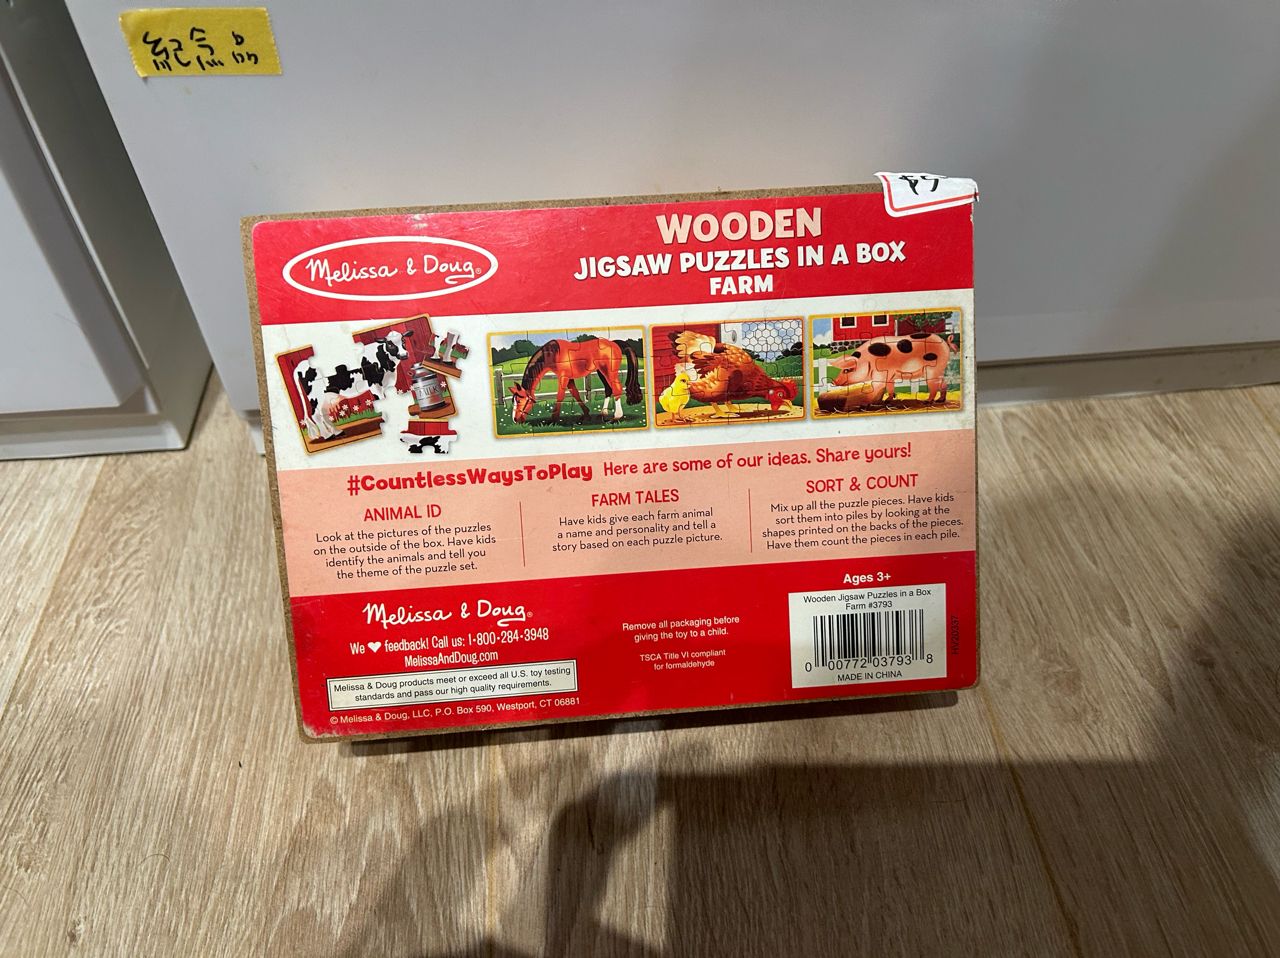 紀念品
$5
WOODEN
JIGSAW PUZZLES IN A BOX
FARM
Melissa & Doug®
MILK
#CountlessWaysToPlay Here are some of our ideas. Share yours!
ANIMAL ID
Look at the pictures of the puzzles
on the outside of the box. Have kids
identify the animals and tell you
the theme of the puzzle set.
FARM TALES
Have kids give each farm animal
a name and personality and tell a
story based on each puzzle picture.
SORT & COUNT
Mix up all the puzzle pieces. Have kids
sort them into piles by looking at the
shapes printed on the backs of the pieces.
Have them count the pieces in each pile.
Melissa & Doug®
We ♥ feedback! Call us: 1-800-284-3948
MelissaAndDoug.com
Melissa & Doug products meet or exceed all U.S. toy testing
standards and pass our high quality requirements.
© Melissa & Doug, LLC, P.O. Box 590, Westport, CT 06881
Remove all packaging before
giving the toy to a child.
TSCA Title VI compliant
for formaldehyde
Ages 3+
Wooden Jigsaw Puzzles in a Box
Farm #3793
0 00772 03793 8
MADE IN CHINA